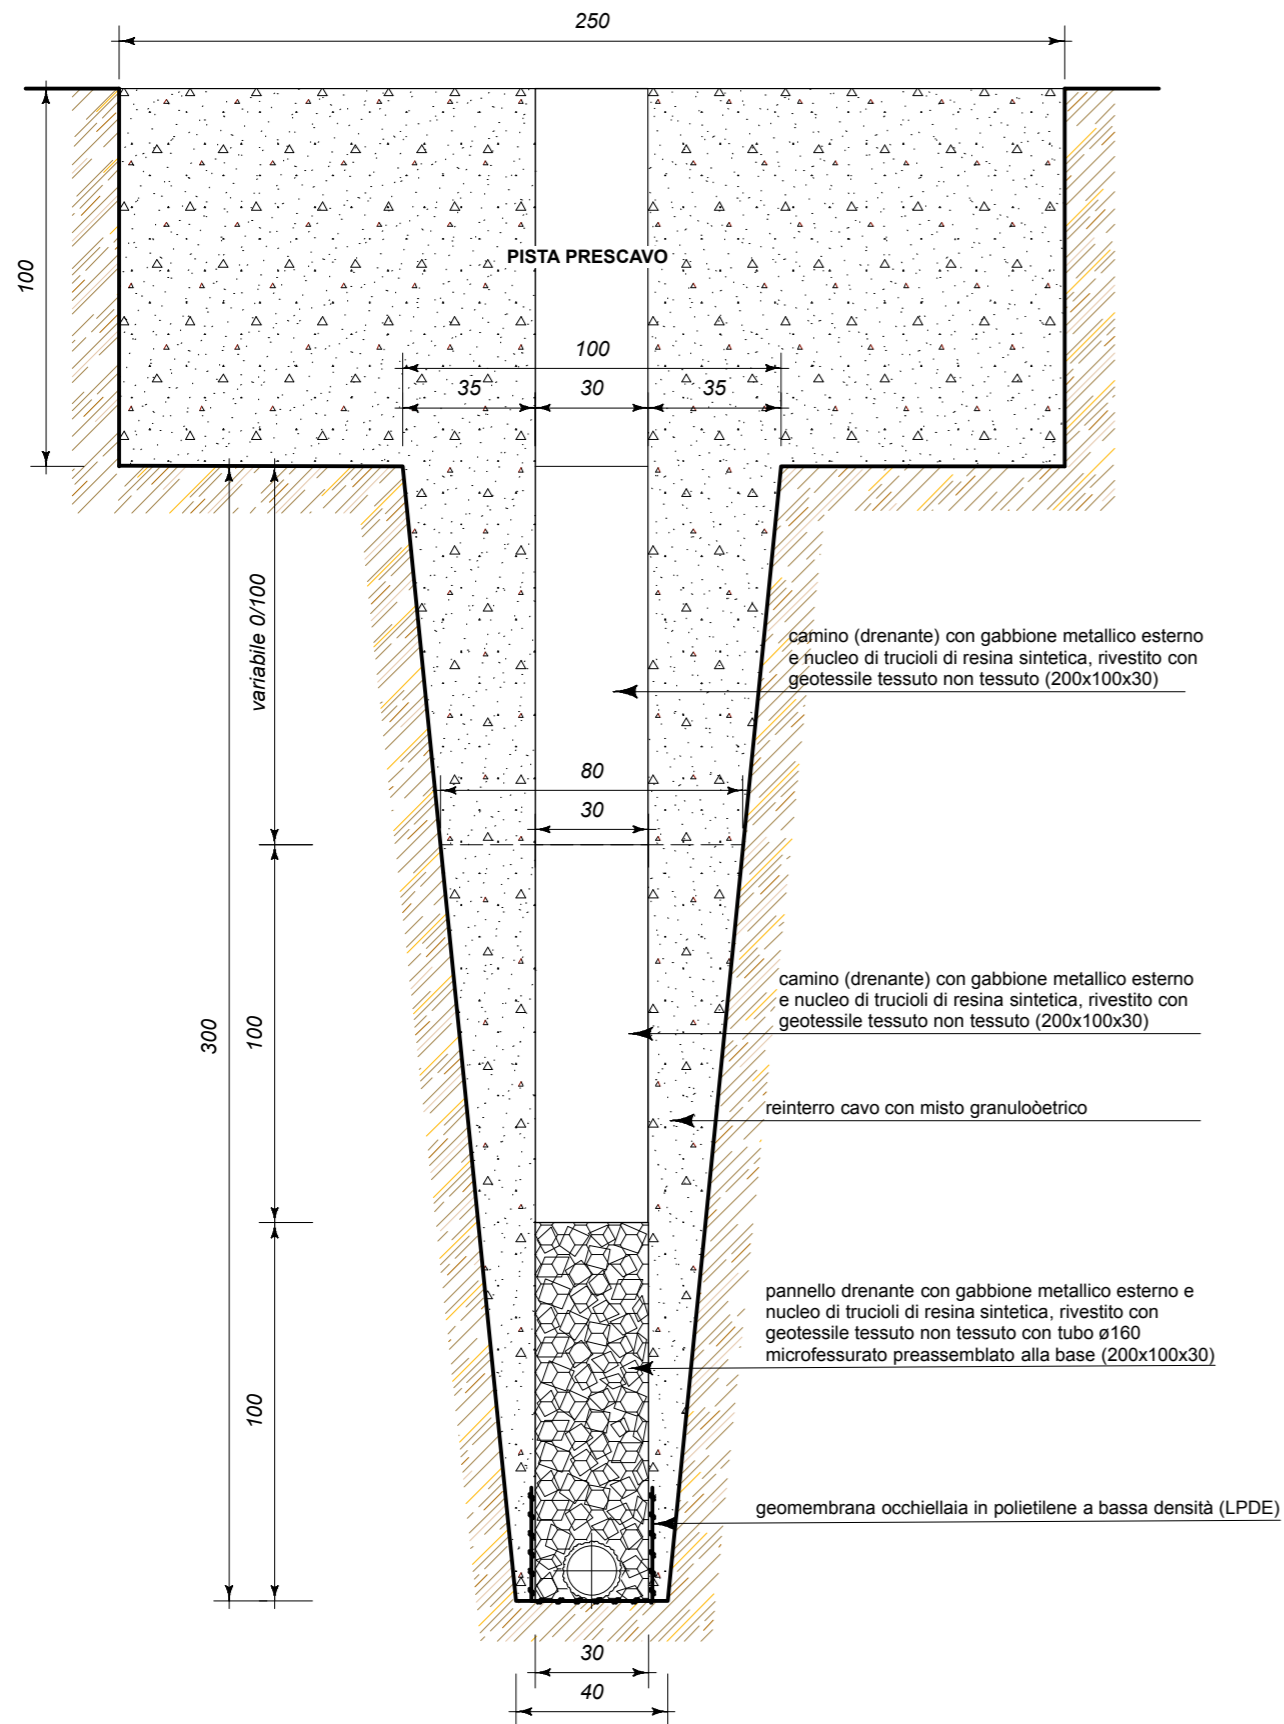 250
100
PISTA PRESCAVO
100
35
30
35
variabile 0/100
camino (drenante) con gabbione metallico esterno
e nucleo di trucioli di resina sintetica, rivestito con
geotessile tessuto non tessuto (200x100x30)
80
30
300
100
camino (drenante) con gabbione metallico esterno
e nucleo di trucioli di resina sintetica, rivestito con
geotessile tessuto non tessuto (200x100x30)
reinterro cavo con misto granuloòetrico
100
pannello drenante con gabbione metallico esterno e
nucleo di trucioli di resina sintetica, rivestito con
geotessile tessuto non tessuto con tubo ø160
microfessurato preassemblato alla base (200x100x30)
geomembrana occhiellaia in polietilene a bassa densità (LPDE)
30
40